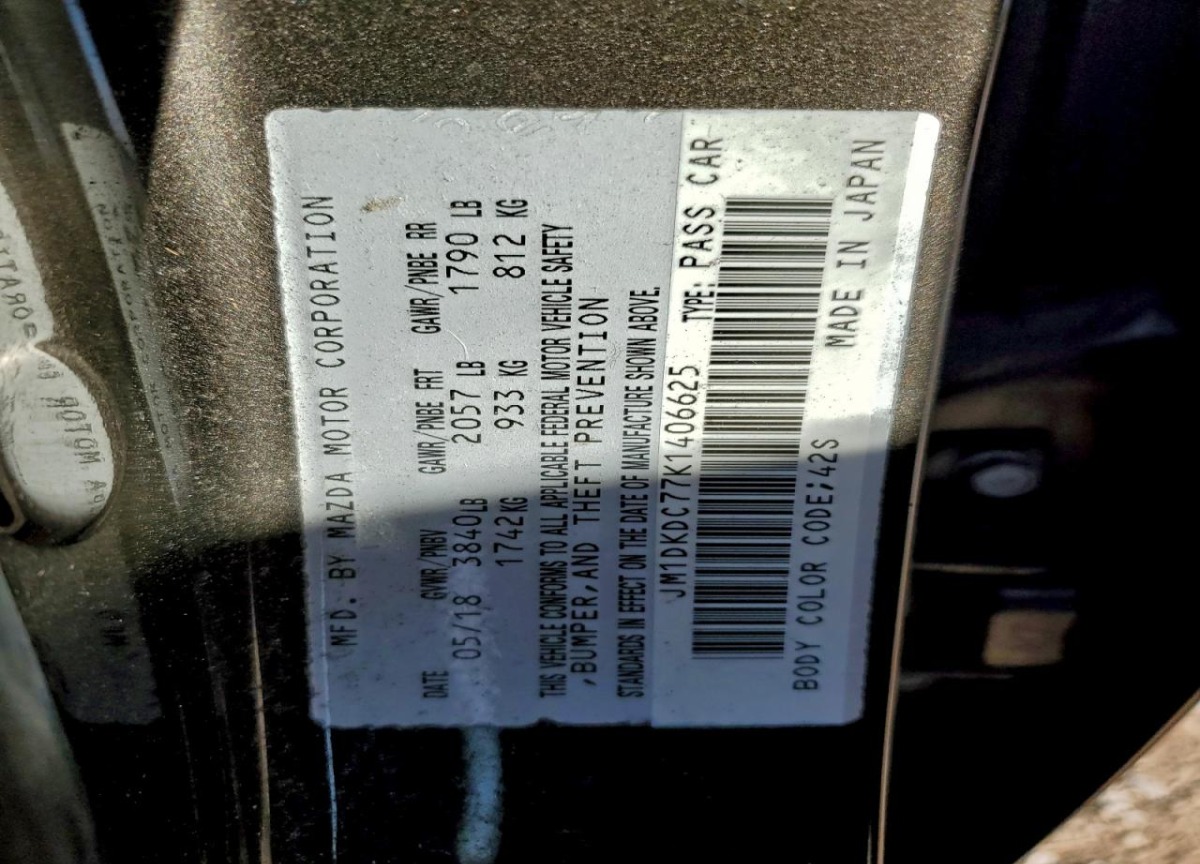 MFD. BY MAZDA MOTOR CORPORATION
DATE GVWR/PNBV GAWR/PNBE FRT GAWR/PNBE RR
05/18 3840LB 2057 LB 1790 LB
1742KG 933 KG 812 KG
THIS VEHICLE CONFORMS TO ALL APPLICABLE FEDERAL MOTOR VEHICLE SAFETY
,BUMPER,AND THEFT PREVENTION
STANDARDS IN EFFECT ON THE DATE OF MANUFACTURE SHOWN ABOVE.
JM1DKDC77K1406625 TYPE: PASS CAR
BODY COLOR CODE;42S MADE IN JAPAN